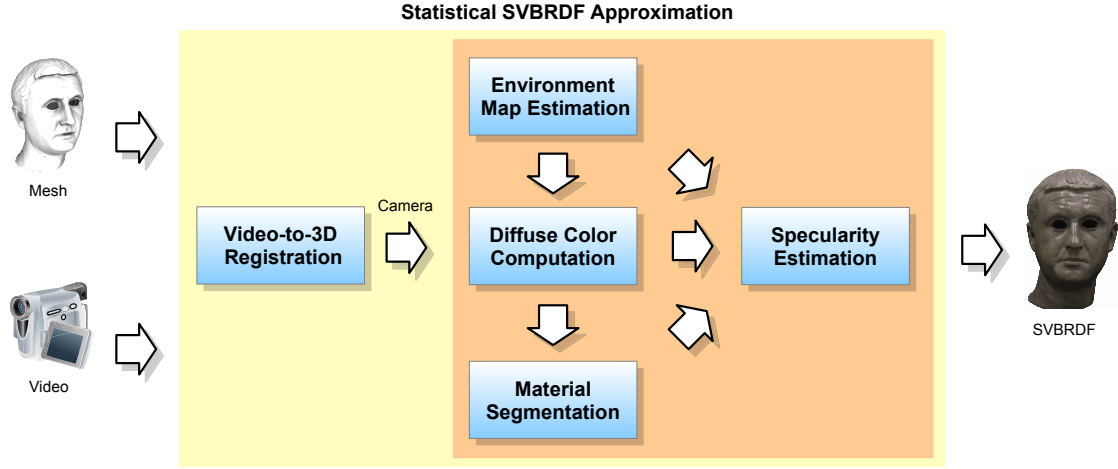 Statistical SVBRDF Approximation
Environment
Map Estimation
Mesh
Camera
Video-to-3D
Registration
Diffuse Color
Computation
Specularity
Estimation
SVBRDF
Video
Material
Segmentation